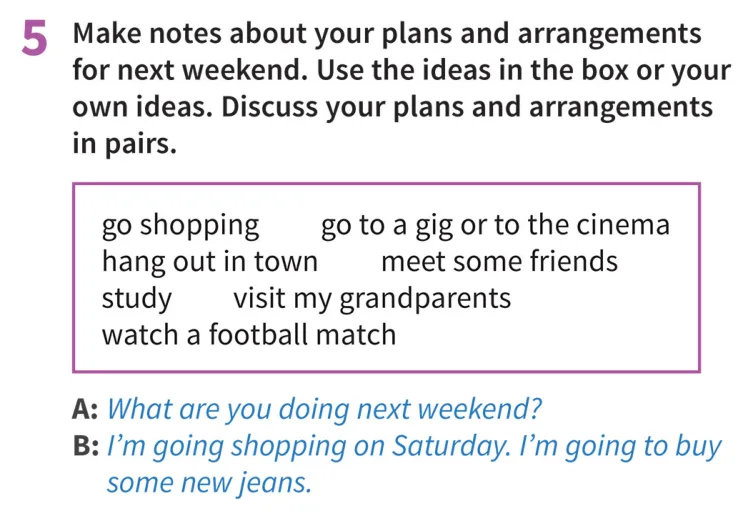 5 Make notes about your plans and arrangements
for next weekend. Use the ideas in the box or your
own ideas. Discuss your plans and arrangements
in pairs.
go shopping go to a gig or to the cinema
hang out in town meet some friends
study visit my grandparents
watch a football match
A: What are you doing next weekend?
B: I'm going shopping on Saturday. I'm going to buy
some new jeans.